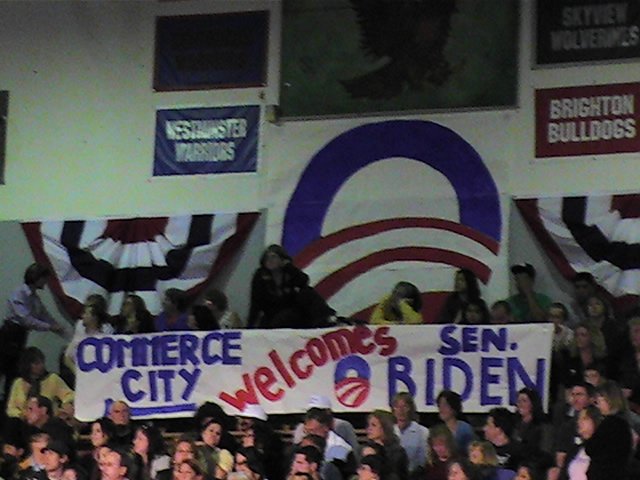 SKYVIEW
WOLVERINES
WESTMINSTER
WARRIORS
BRIGHTON
BULLDOGS
COMMERCE
CITY
welcomes
SEN.
BIDEN